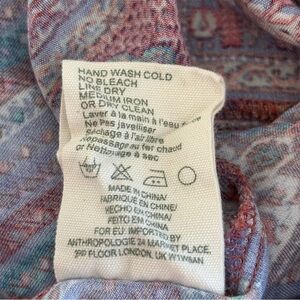 HAND WASH COLD
NO BLEACH
LINE DRY
MEDIUM IRON
OR DRY CLEAN
Laver à la main à l'eau
Ne pas javelliser
Séchage à l'air libre
Repassage au fer chaud
or Nettoyage à sec
MADE IN CHINA/
FABRIQUÉ EN CHINE/
HECHO EN CHINA/
FEITO EM CHINA
FOR EU: IMPORTED BY
ANTHROPOLOGIE 24 MARKET PLACE,
3RD FLOOR LONDON, UK W1W8AN